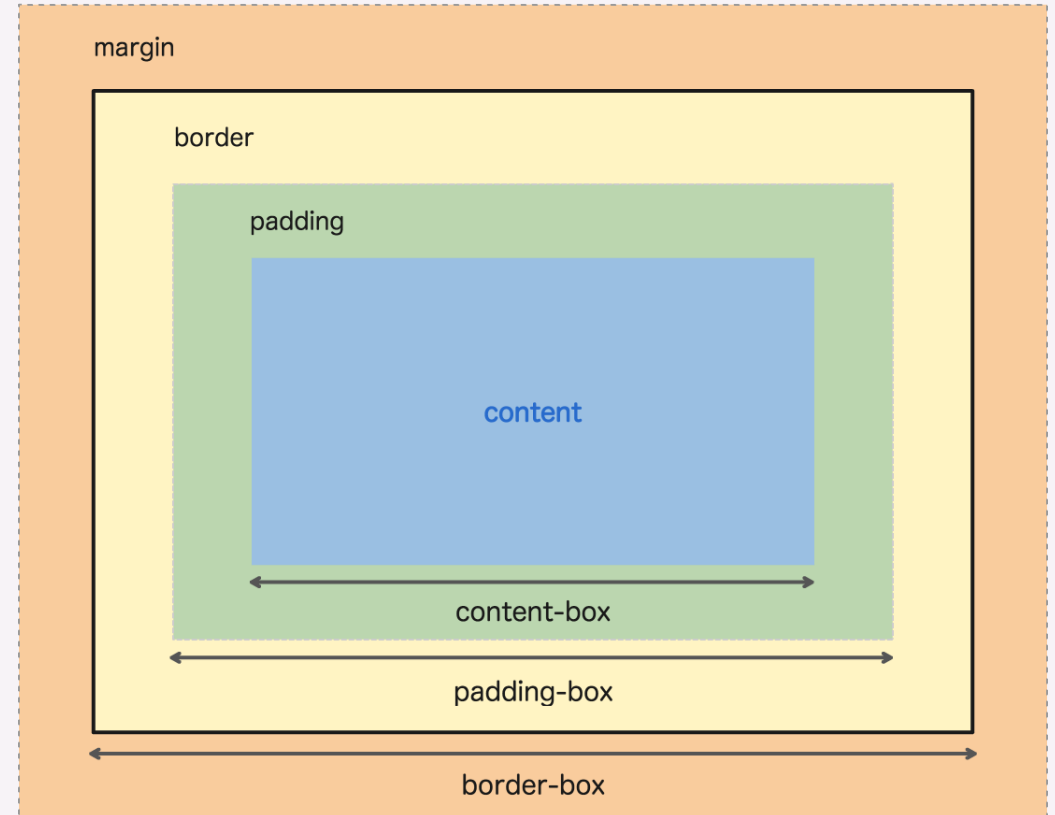 margin
border
padding
content
content-box
padding-box
border-box